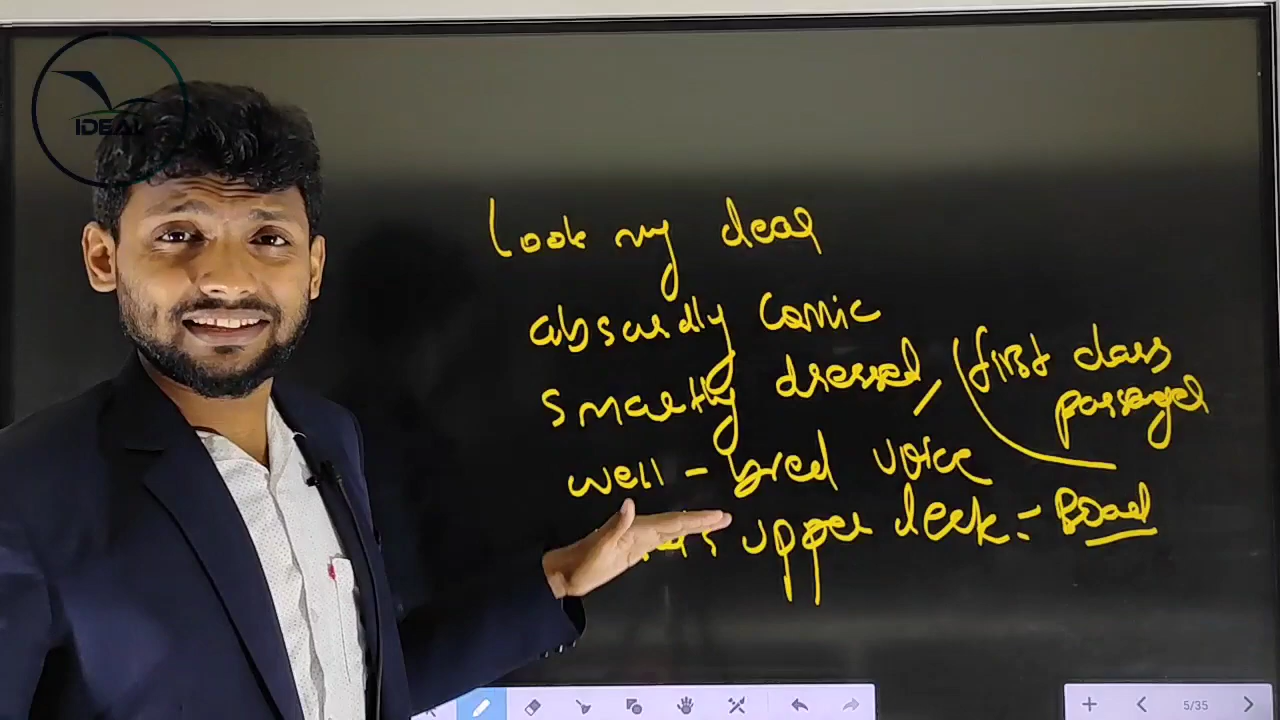 IDEAL
look my dear
absurdly comic
smartly dressed, (first class
passenger
well-bred voice
upper deck = Board
5/35